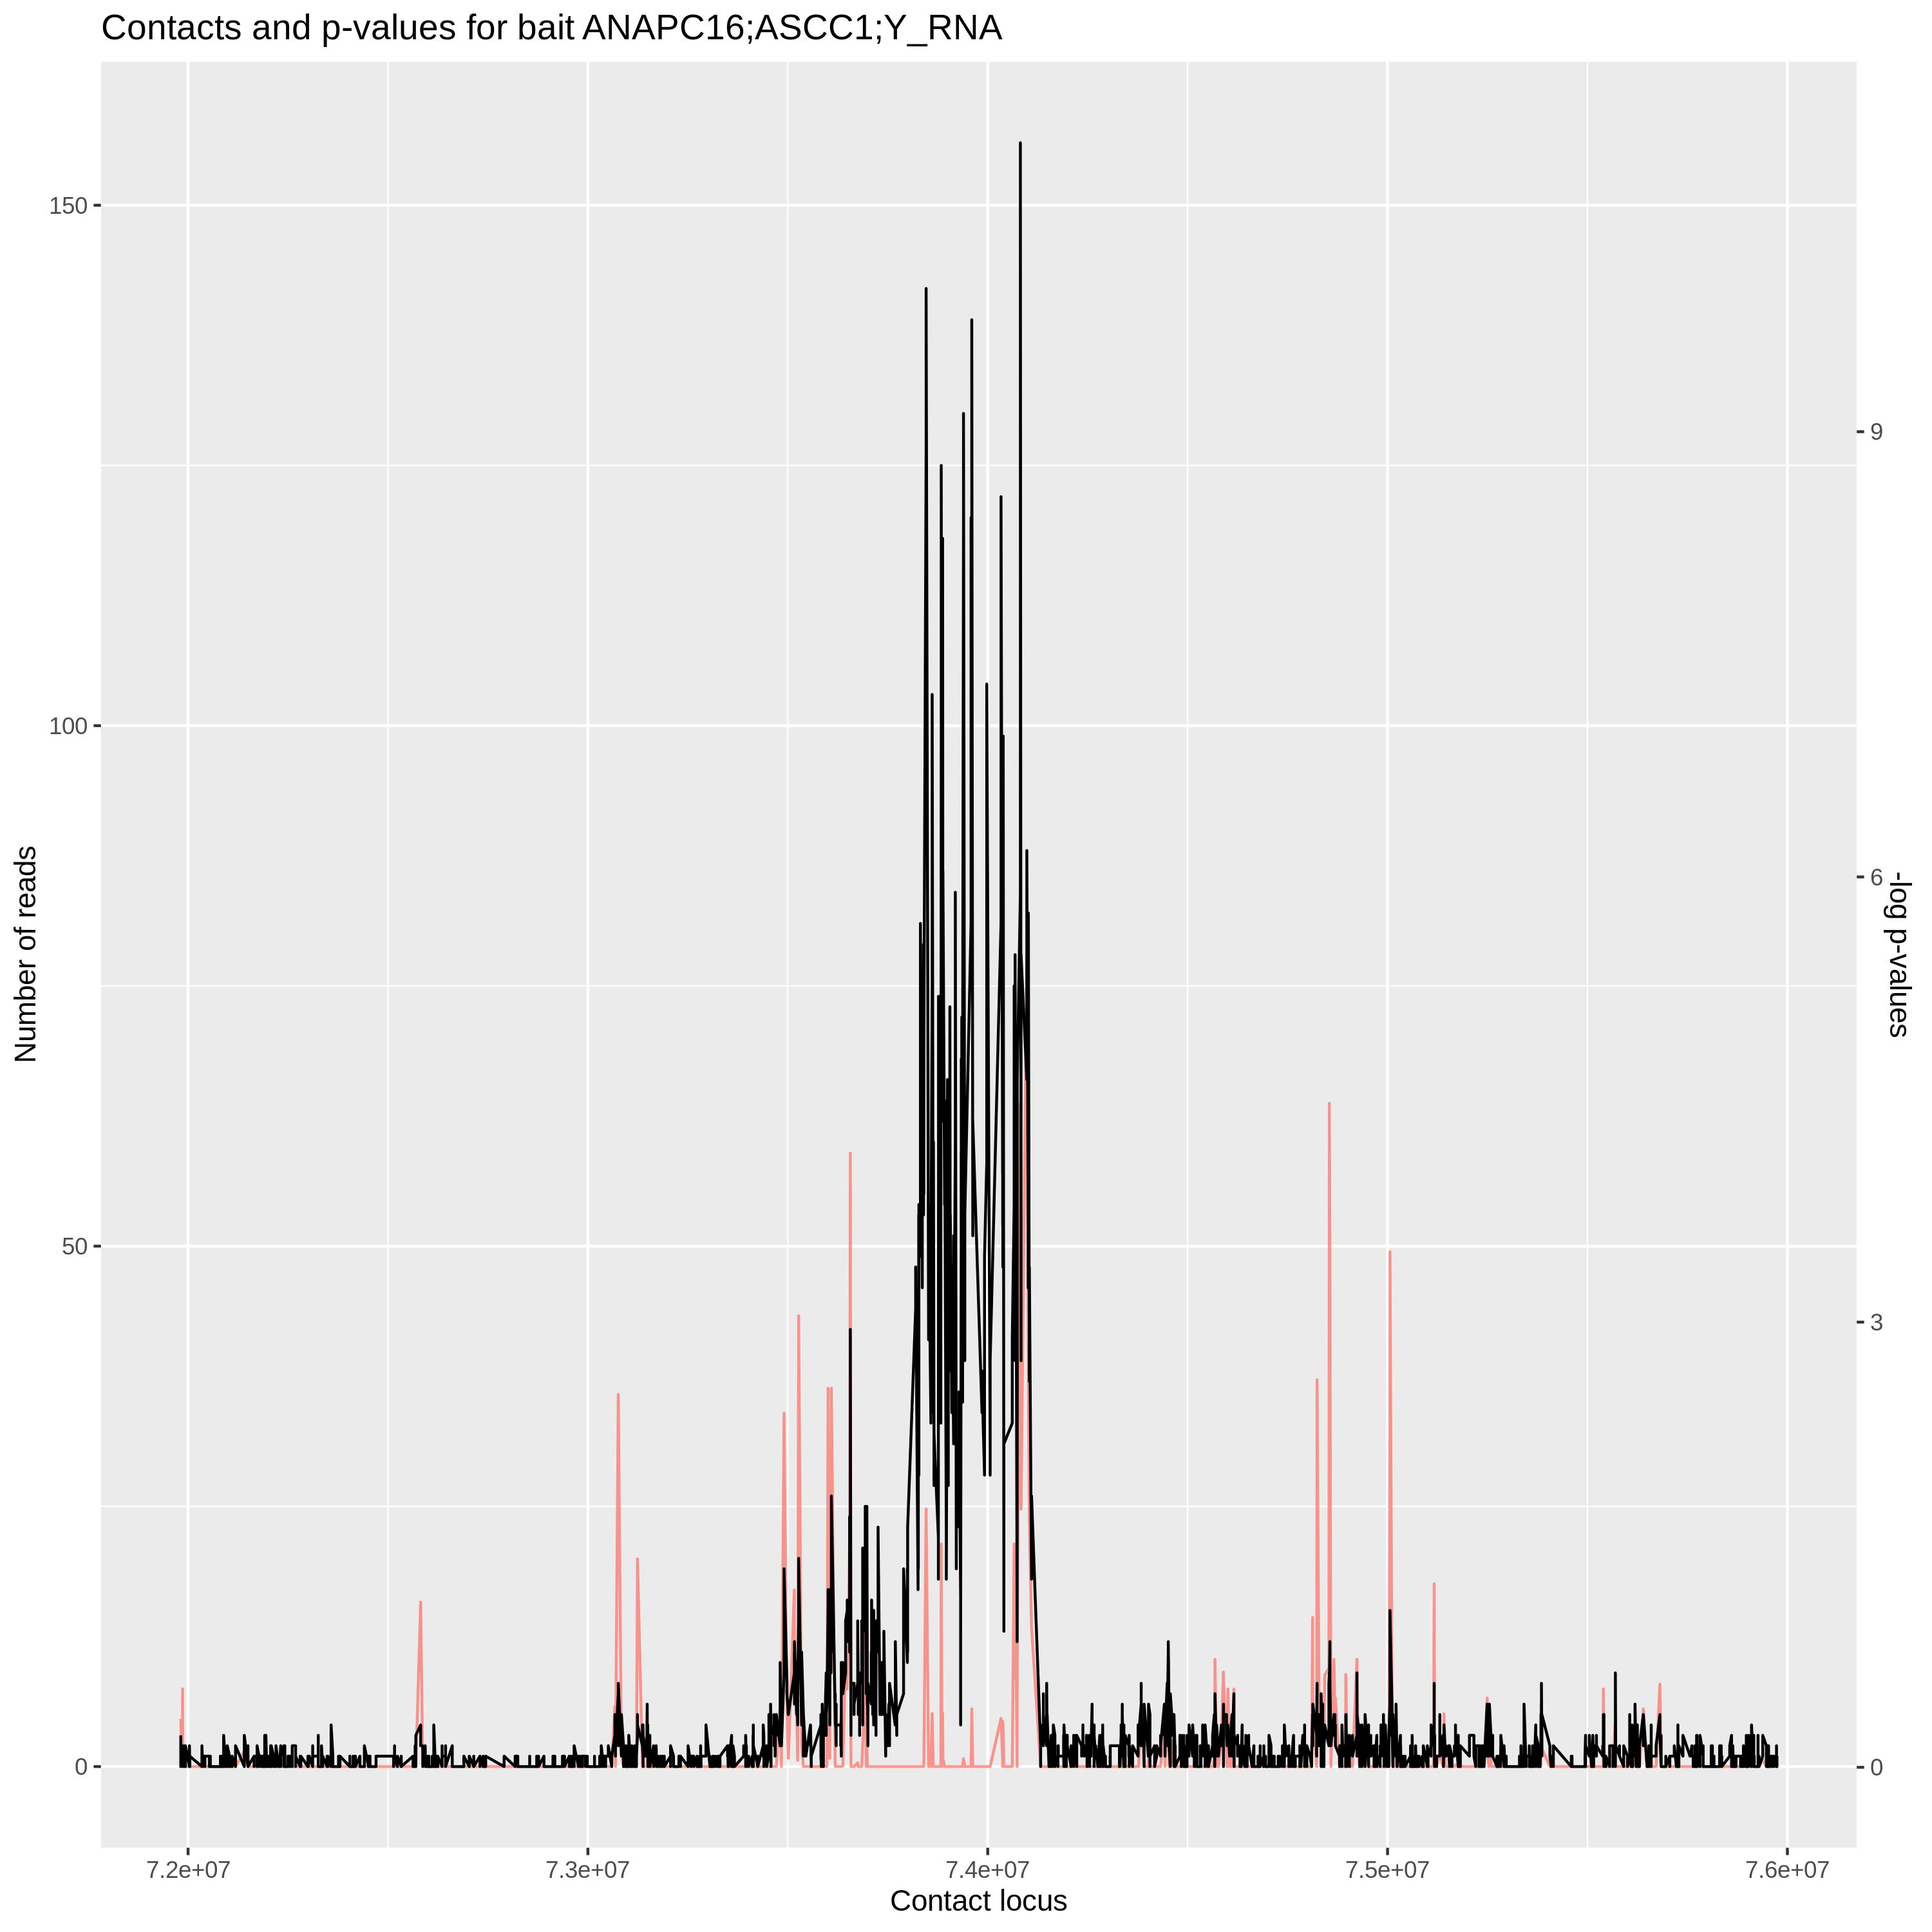 Contacts and p-values for bait ANAPC16;ASCC1;Y_RNA
150
100
50
0
Number of reads
9
6
3
0
-log p-values
7.2e+07 7.3e+07 7.4e+07 7.5e+07 7.6e+07
Contact locus